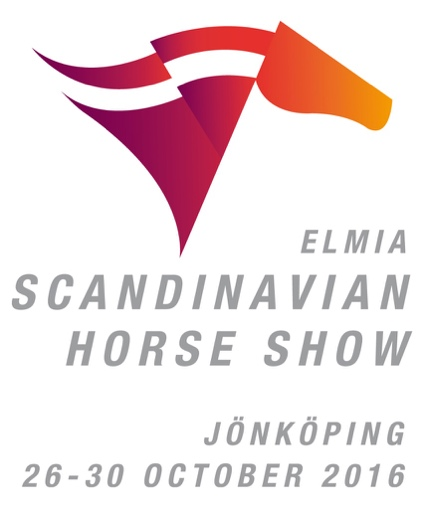 ELMIA
SCANDINAVIAN
HORSE SHOW
JÖNKÖPING
26-30 OCTOBER 2016